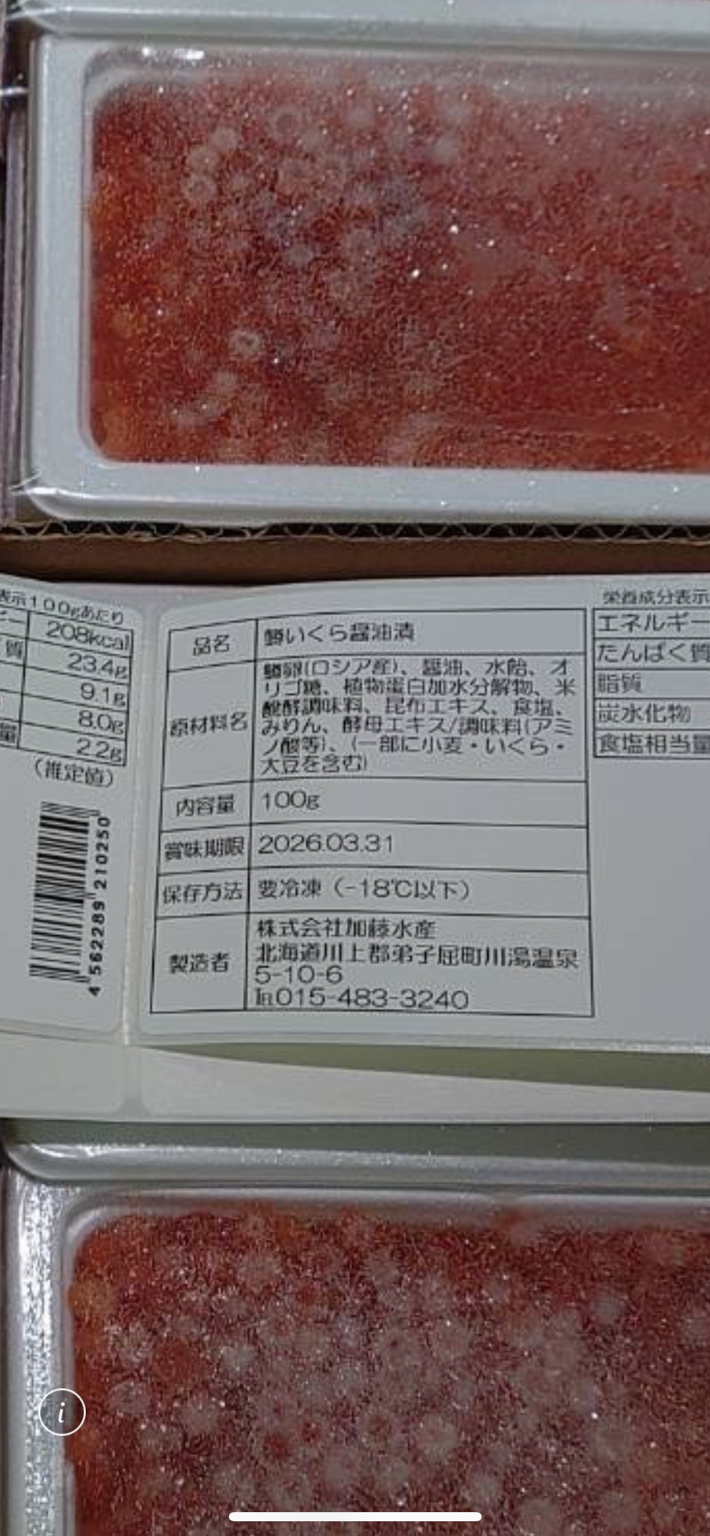 表示100gあたり
ー 208kcal
質 23.4g
9.1g
8.0g
量 2.2g
(推定値)
4 562289 210250
品名 鱒いくら醤油漬
原材料名 鱒卵(ロシア産)、醤油、水飴、オ
リゴ糖、植物蛋白加水分解物、米
醗酵調味料、昆布エキス、食塩、
みりん、酵母エキス/調味料(アミ
ノ酸等)、(一部に小麦・いくら・
大豆を含む)
内容量 100g
賞味期限 2026.03.31
保存方法 要冷凍(-18℃以下)
製造者 株式会社加藤水産
北海道川上郡弟子屈町川湯温泉
5-10-6
℡015-483-3240
栄養成分表示
エネルギー
たんぱく質
脂質
炭水化物
食塩相当量